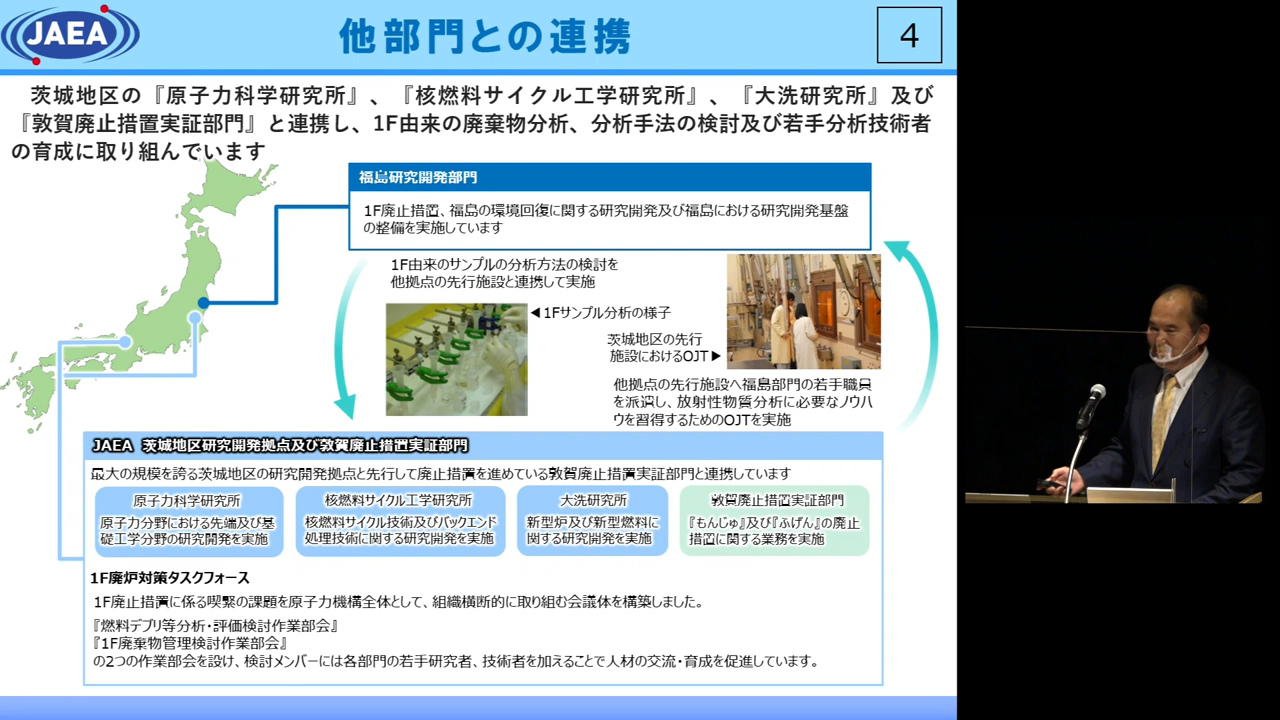 JAEA
他部門との連携
4
茨城地区の『原子力科学研究所』、『核燃料サイクル工学研究所』、『大洗研究所』及び
『敦賀廃止措置実証部門』と連携し、1F由来の廃棄物分析、分析手法の検討及び若手分析技術者
の育成に取り組んでいます
福島研究開発部門
1F廃止措置、福島の環境回復に関する研究開発及び福島における研究開発基盤
の整備を実施しています
1F由来のサンプルの分析方法の検討を
他拠点の先行施設と連携して実施
◀1Fサンプル分析の様子
茨城地区の先行
施設におけるOJT▶
他拠点の先行施設へ福島部門の若手職員
を派遣し、放射性物質分析に必要なノウハ
ウを習得するためのOJTを実施
JAEA 茨城地区研究開発拠点及び敦賀廃止措置実証部門
最大の規模を誇る茨城地区の研究開発拠点と先行して廃止措置を進めている敦賀廃止措置実証部門と連携しています
原子力科学研究所
原子力分野における先端及び基
礎工学分野の研究開発を実施
核燃料サイクル工学研究所
核燃料サイクル技術及びバックエンド
処理技術に関する研究開発を実施
大洗研究所
新型炉及び新型燃料に
関する研究開発を実施
敦賀廃止措置実証部門
『もんじゅ』及び『ふげん』の廃止
措置に関する業務を実施
1F廃炉対策タスクフォース
1F廃止措置に係る喫緊の課題を原子力機構全体として、組織横断的に取り組む会議体を構築しました。
『燃料デブリ等分析・評価検討作業部会』
『1F廃棄物管理検討作業部会』
の2つの作業部会を設け、検討メンバーには各部門の若手研究者、技術者を加えることで人材の交流・育成を促進しています。